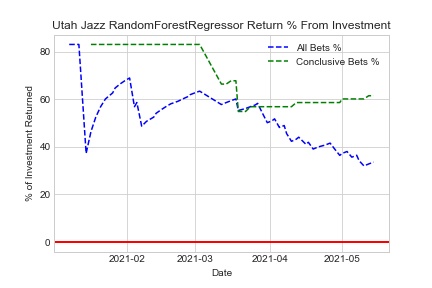 Utah Jazz RandomForestRegressor Return % From Investment
All Bets %
Conclusive Bets %
% of Investment Returned
80
60
40
20
0
2021-02
2021-03
2021-04
2021-05
Date